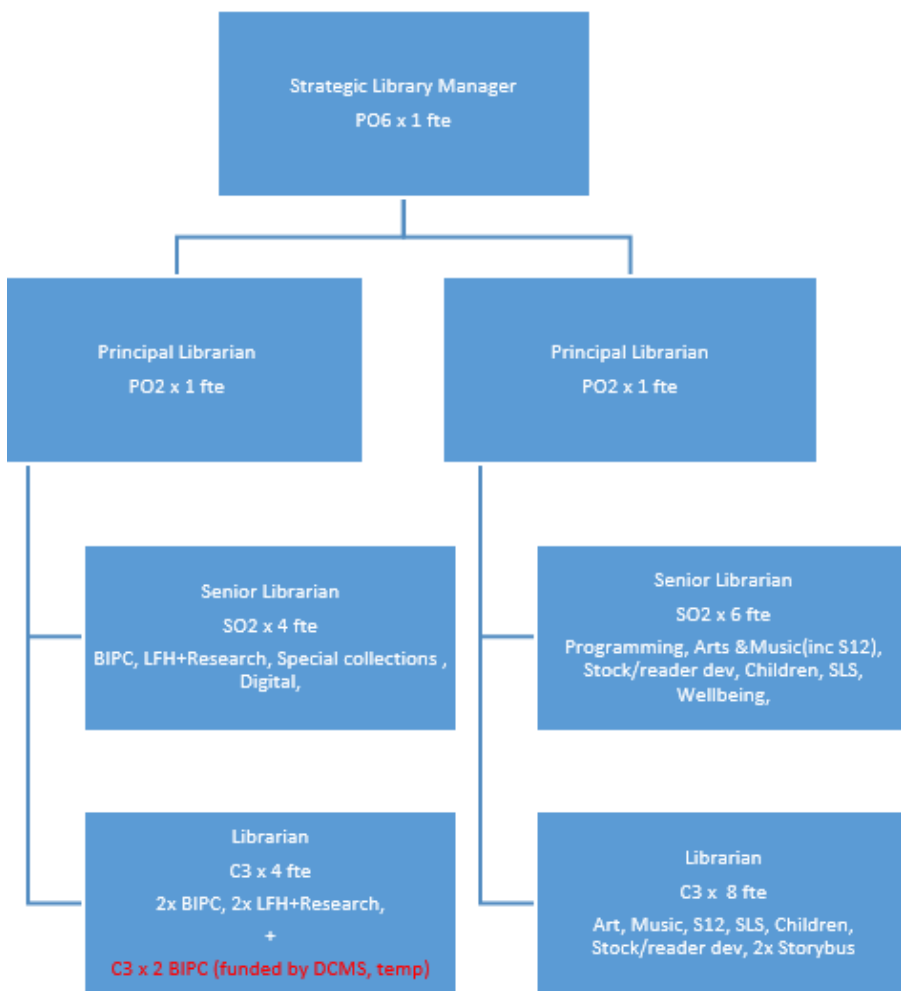 Strategic Library Manager
PO6 x 1 fte
Principal Librarian
PO2 x 1 fte
Principal Librarian
PO2 x 1 fte
Senior Librarian
SO2 x 4 fte
BIPC, LFH+Research, Special collections ,
Digital,
Senior Librarian
SO2 x 6 fte
Programming, Arts &Music(inc S12),
Stock/reader dev, Children, SLS,
Wellbeing,
Librarian
C3 x 4 fte
2x BIPC, 2x LFH+Research,
+
C3 x 2 BIPC (funded by DCMS, temp)
Librarian
C3 x  8 fte
Art, Music, S12, SLS, Children,
Stock/reader dev, 2x Storybus